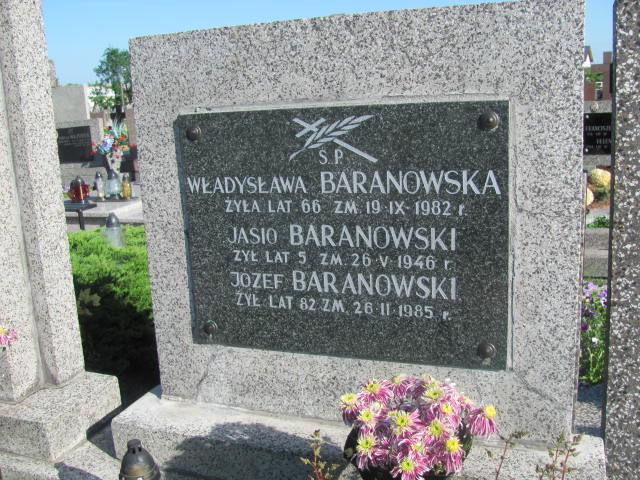 Ś.P.
WŁADYSŁAWA BARANOWSKA
ŻYŁA LAT 66 ZM. 19·IX·1982 r.
JASIO BARANOWSKI
ŻYŁ LAT 5 ZM 26·V·1946 r.
JÓZEF BARANOWSKI
ŻYŁ LAT 82 ZM. 26·II·1985 r.